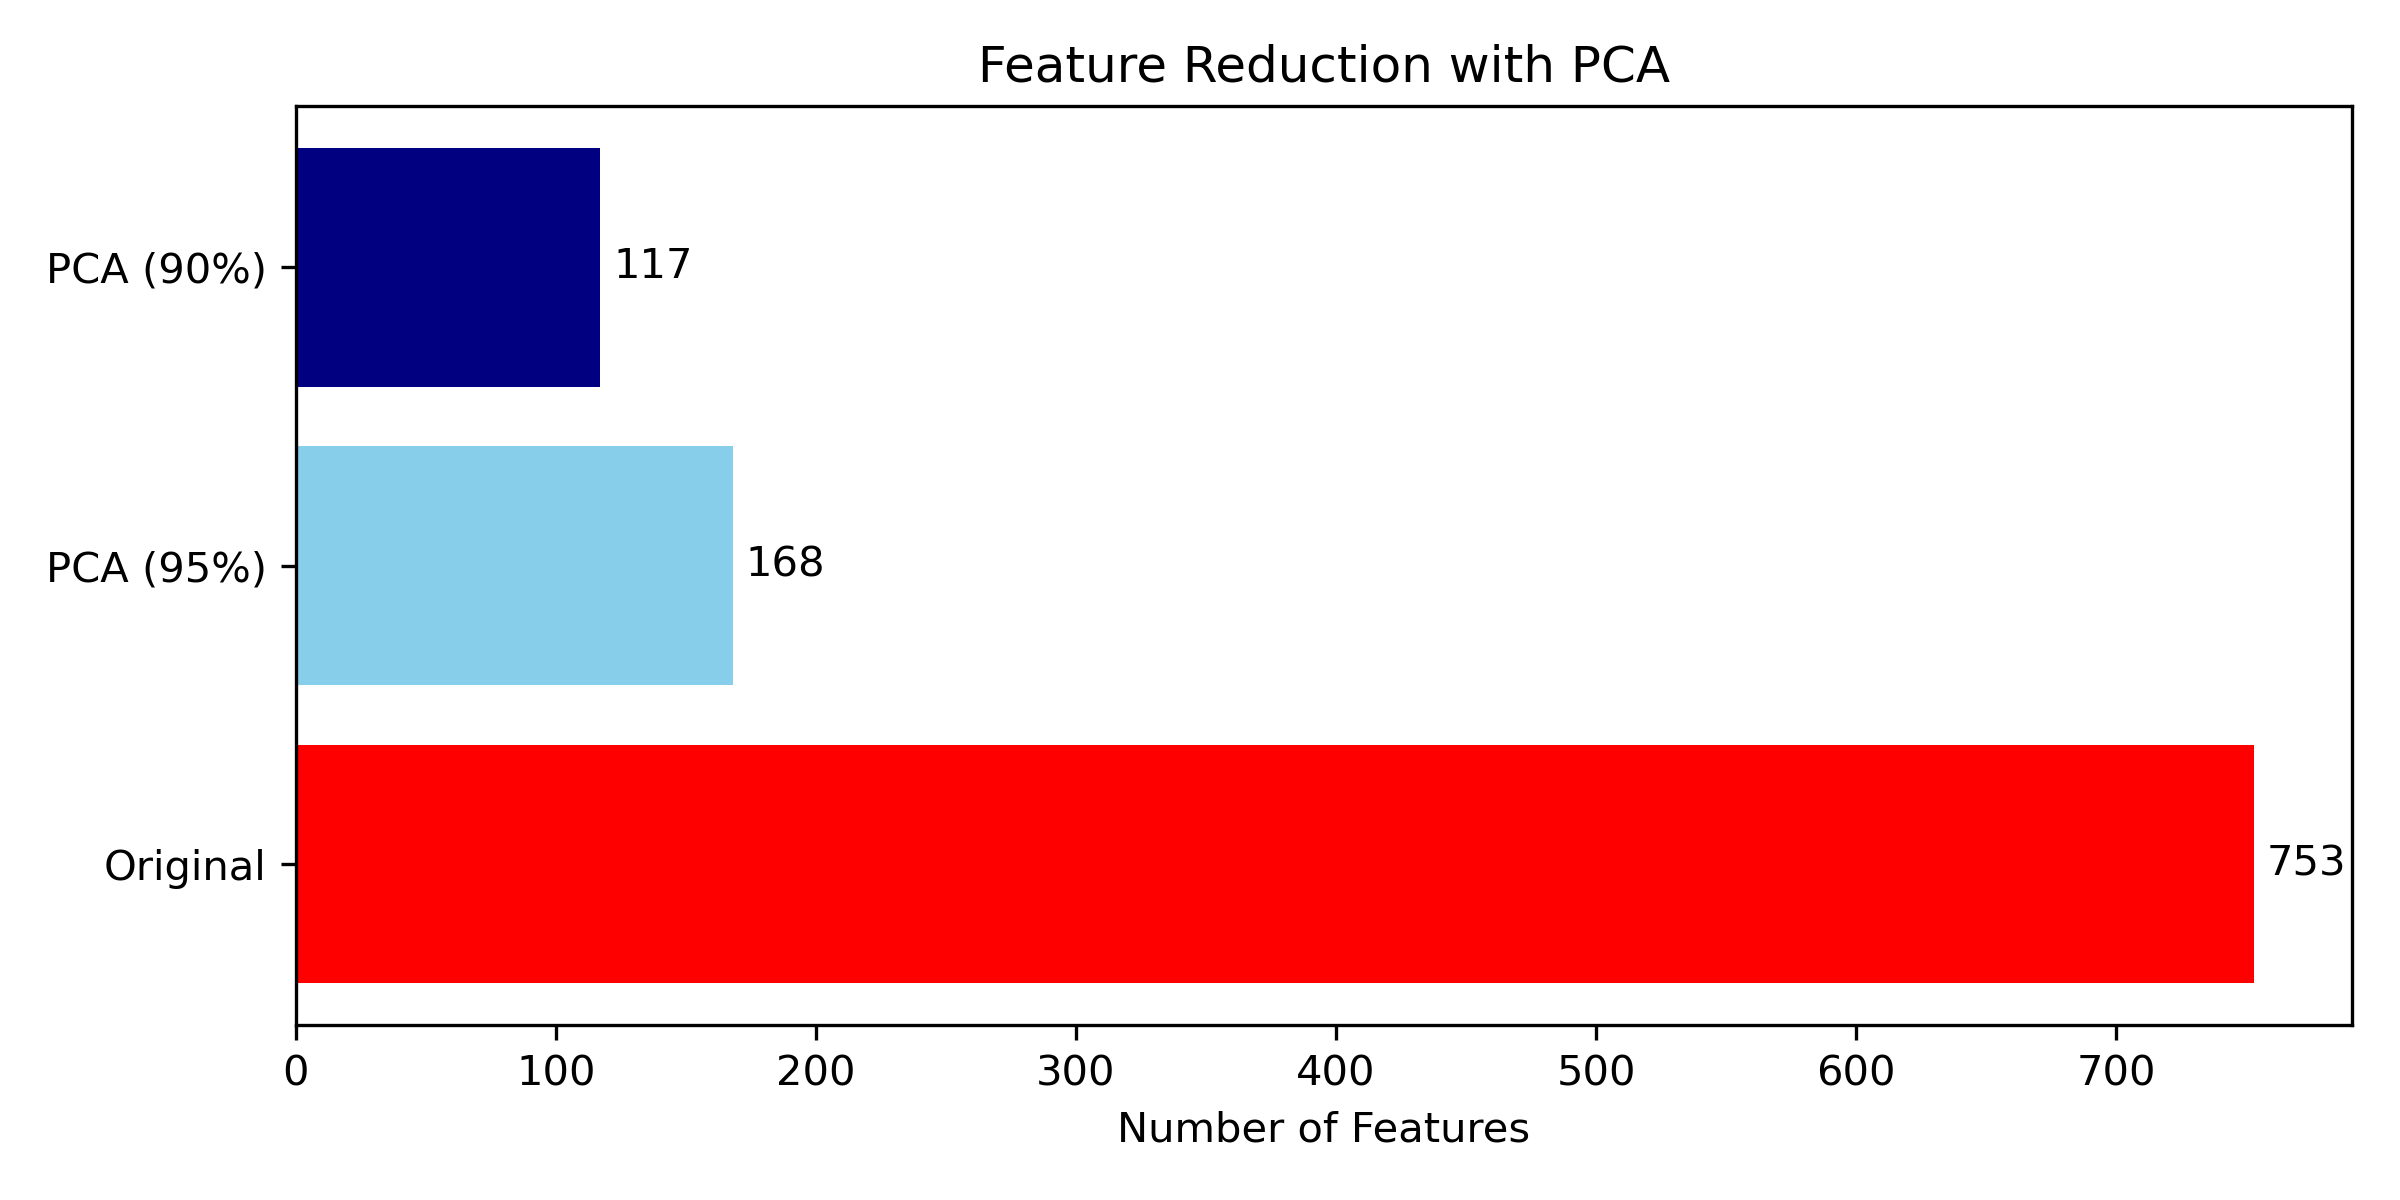 Feature Reduction with PCA
PCA (90%)
117
PCA (95%)
168
Original
753
0 100 200 300 400 500 600 700
Number of Features